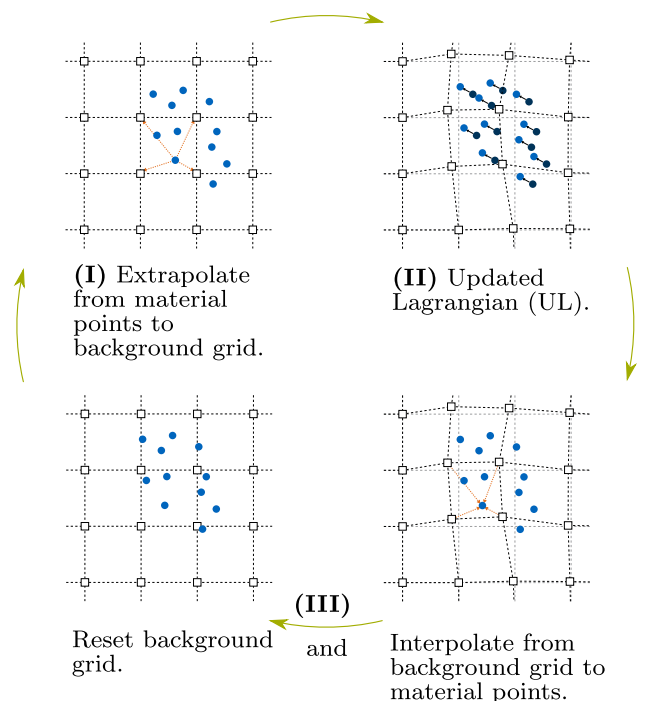 (I) Extrapolate
from material
points to
background grid.
(II) Updated
Lagrangian (UL).
(III)
and
Interpolate from
background grid to
material points.
Reset background
grid.